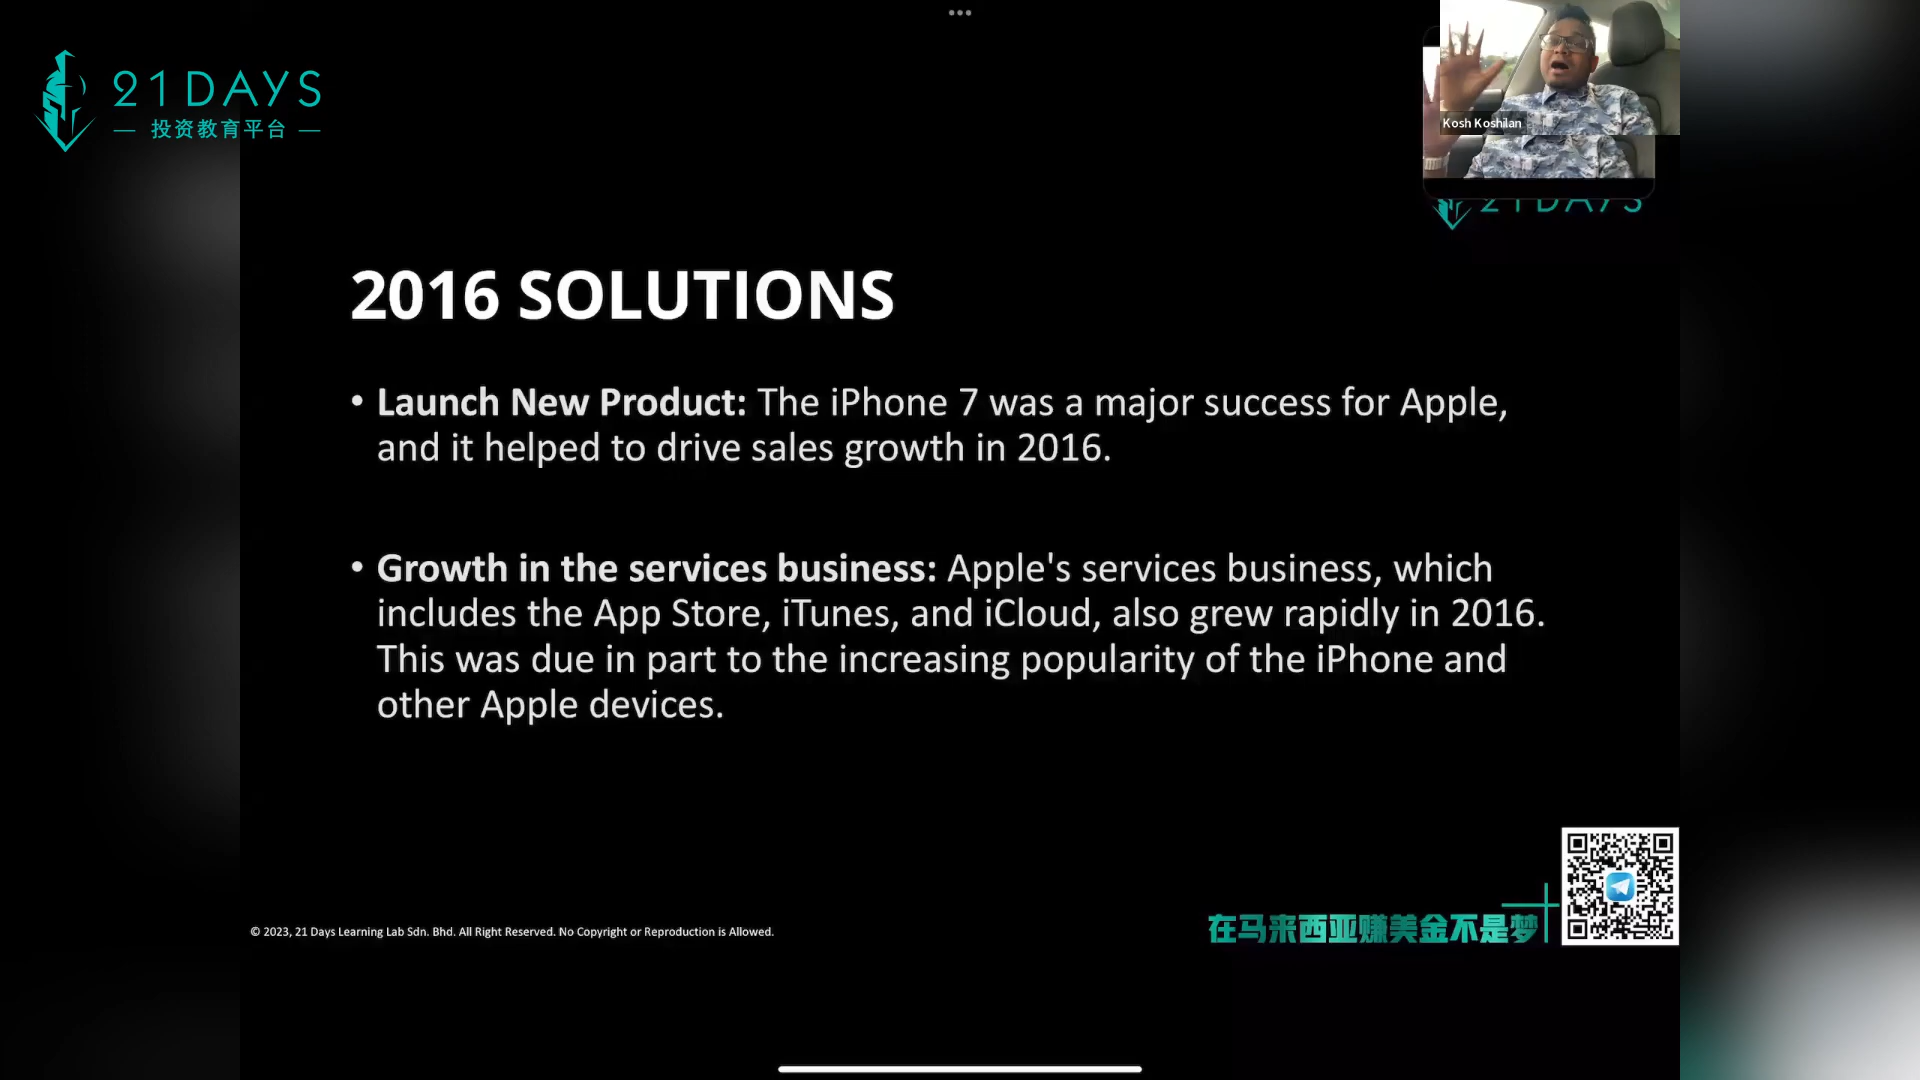 21DAYS
— 投资教育平台 —
Kosh Koshilan
21DAYS
2016 SOLUTIONS
• Launch New Product: The iPhone 7 was a major success for Apple,
and it helped to drive sales growth in 2016.
• Growth in the services business: Apple's services business, which
includes the App Store, iTunes, and iCloud, also grew rapidly in 2016.
This was due in part to the increasing popularity of the iPhone and
other Apple devices.
© 2023, 21 Days Learning Lab Sdn. Bhd. All Right Reserved. No Copyright or Reproduction is Allowed.
在马来西亚赚美金不是梦